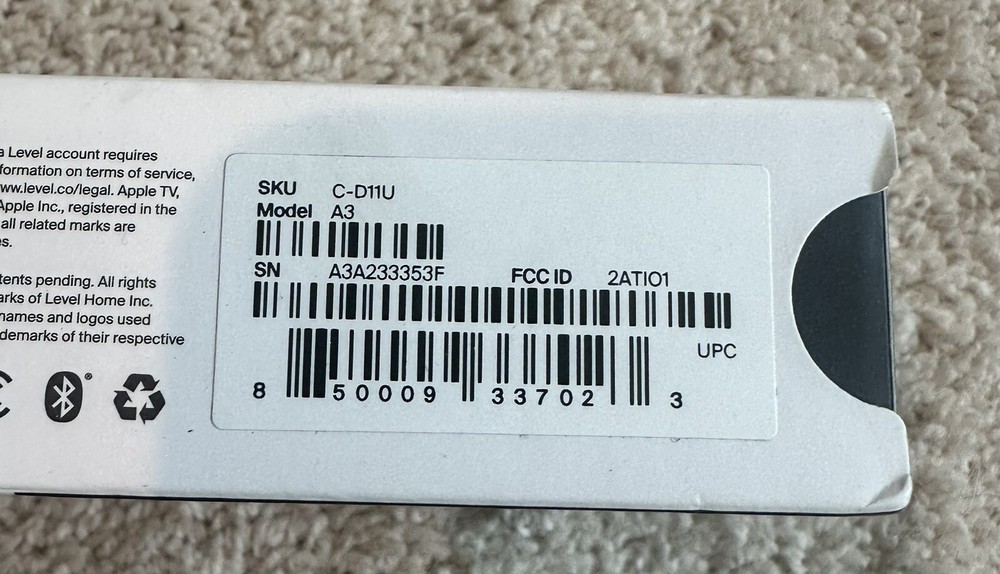 a Level account requires
formation on terms of service,
ww.level.co/legal. Apple TV,
Apple Inc., registered in the
all related marks are
s.
tents pending. All rights
arks of Level Home Inc.
names and logos used
demarks of their respective
SKU C-D11U
Model A3
SN A3A233353F FCC ID 2ATIO1
UPC
8 50009 33702 3